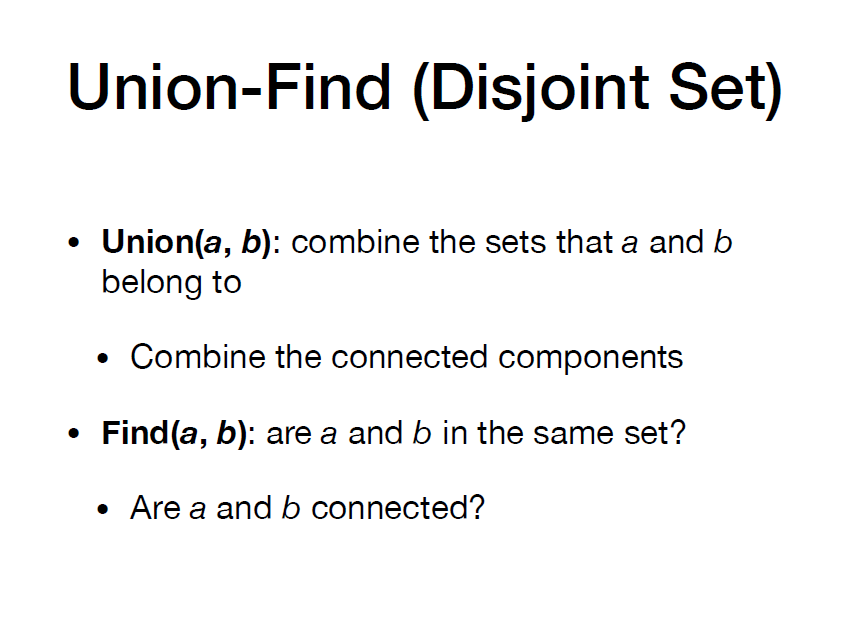 Union-Find (Disjoint Set)
• Union(a, b): combine the sets that a and b
belong to
• Combine the connected components
• Find(a, b): are a and b in the same set?
• Are a and b connected?